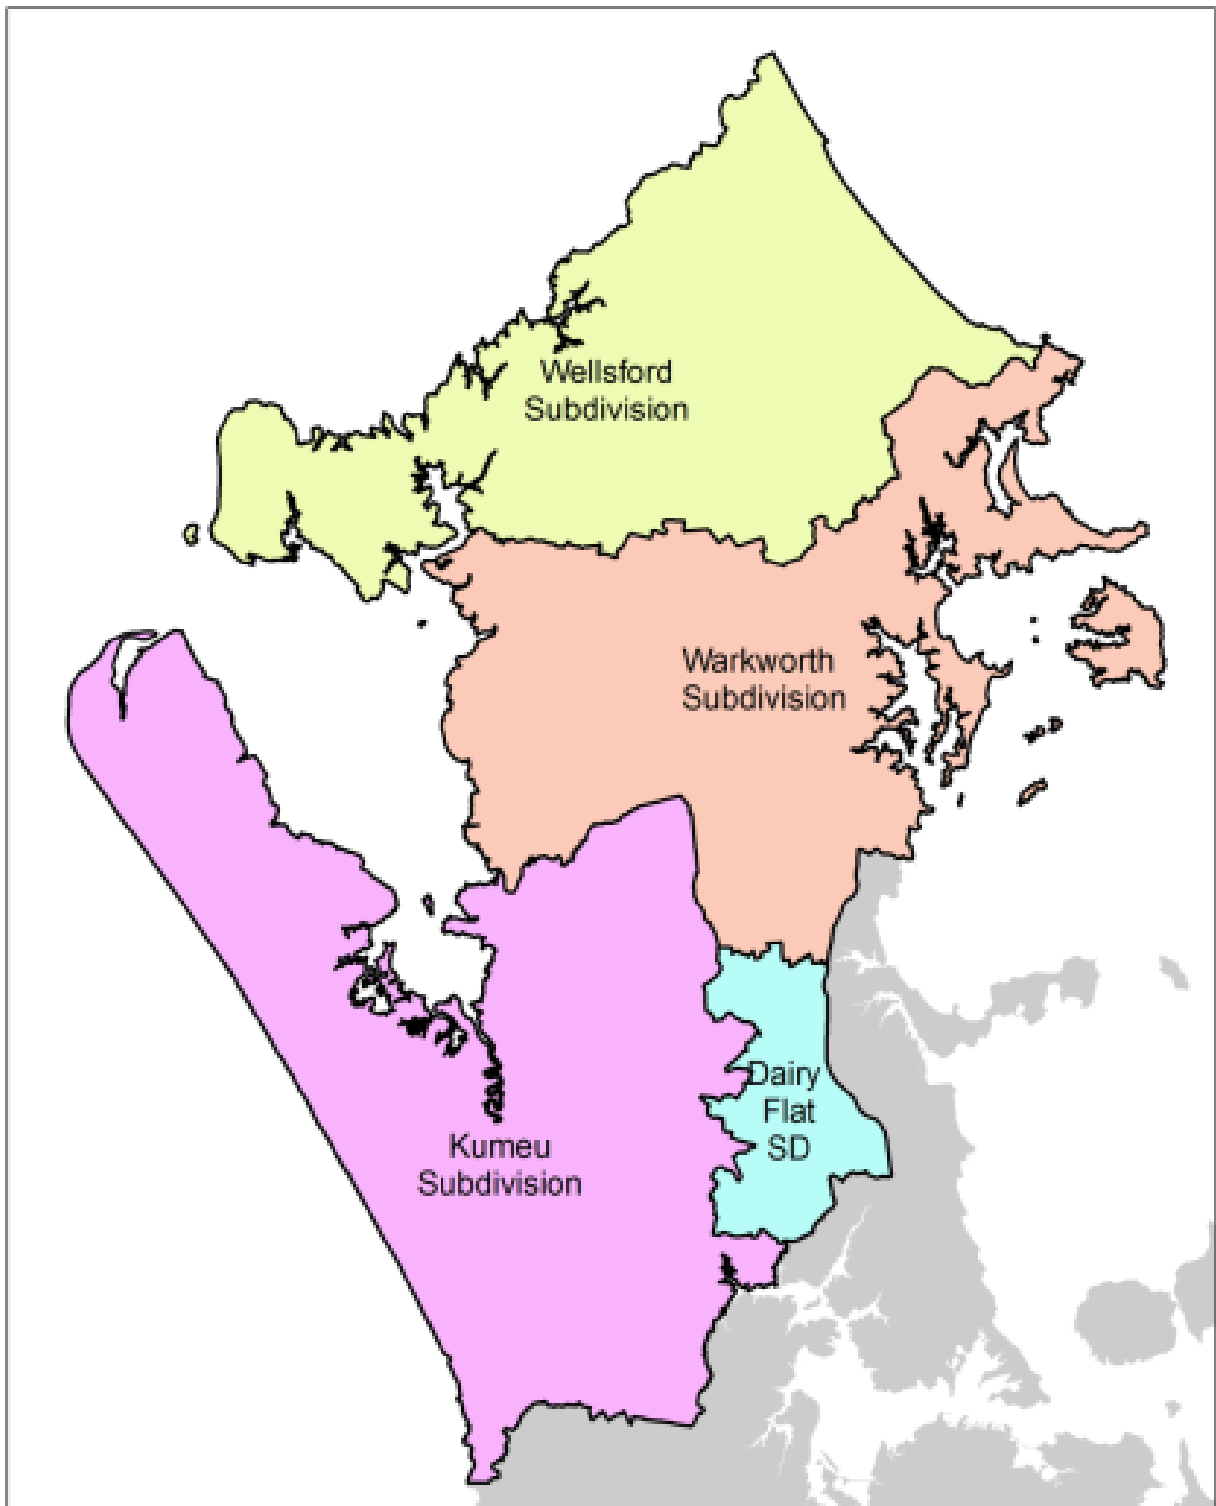 Wellsford
Subdivision
Warkworth
Subdivision
Dairy
Flat
SD
Kumeu
Subdivision